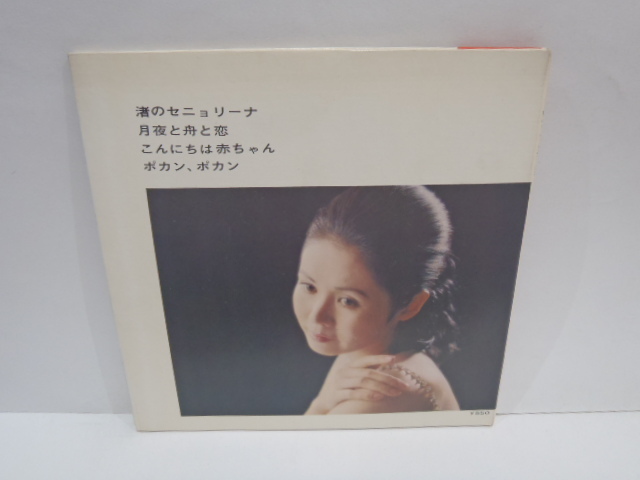 渚のセニョリーナ
月夜と舟と恋
こんにちは赤ちゃん
ポカン、ポカン